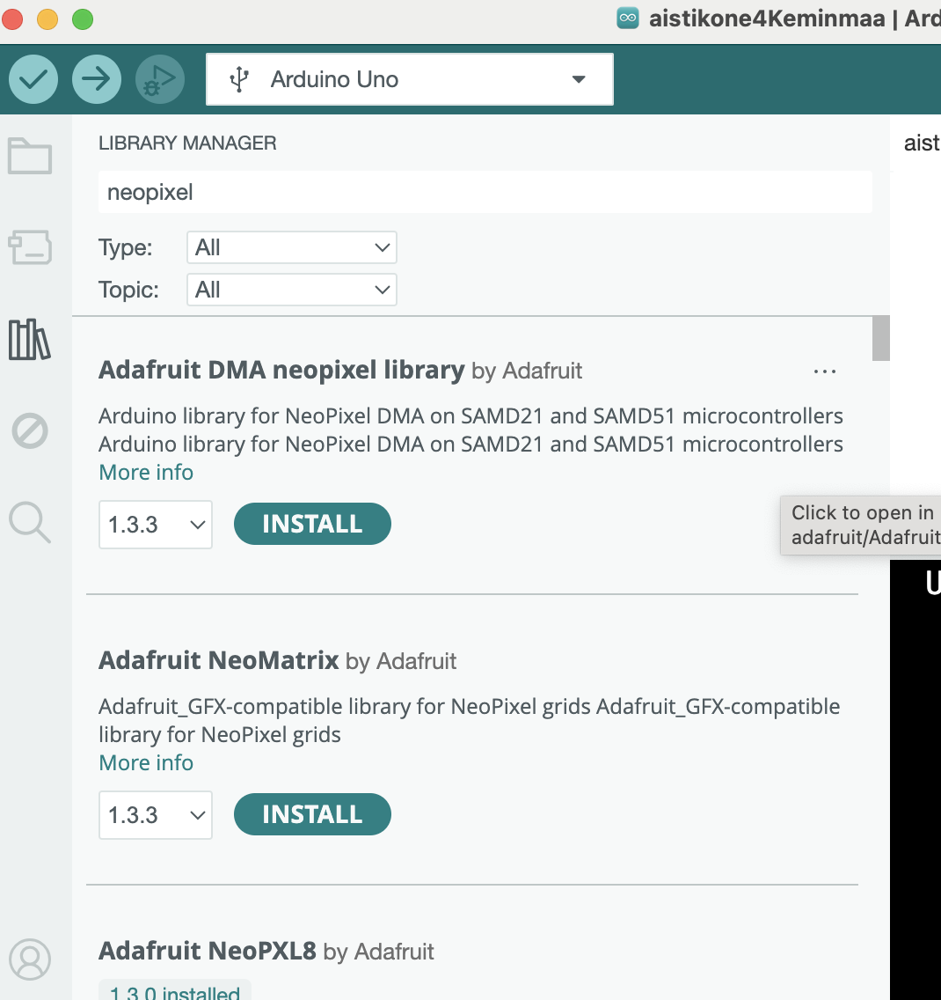 aistikone4Keminmaa | Ard
Arduino Uno
LIBRARY MANAGER
aist
neopixel
Type: All
Topic: All
Adafruit DMA neopixel library by Adafruit ...
Arduino library for NeoPixel DMA on SAMD21 and SAMD51 microcontrollers
Arduino library for NeoPixel DMA on SAMD21 and SAMD51 microcontrollers
More info
1.3.3 INSTALL
Click to open in
adafruit/Adafruit
U
Adafruit NeoMatrix by Adafruit
Adafruit_GFX-compatible library for NeoPixel grids Adafruit_GFX-compatible
library for NeoPixel grids
More info
1.3.3 INSTALL
Adafruit NeoPXL8 by Adafruit
1.3.0 installed